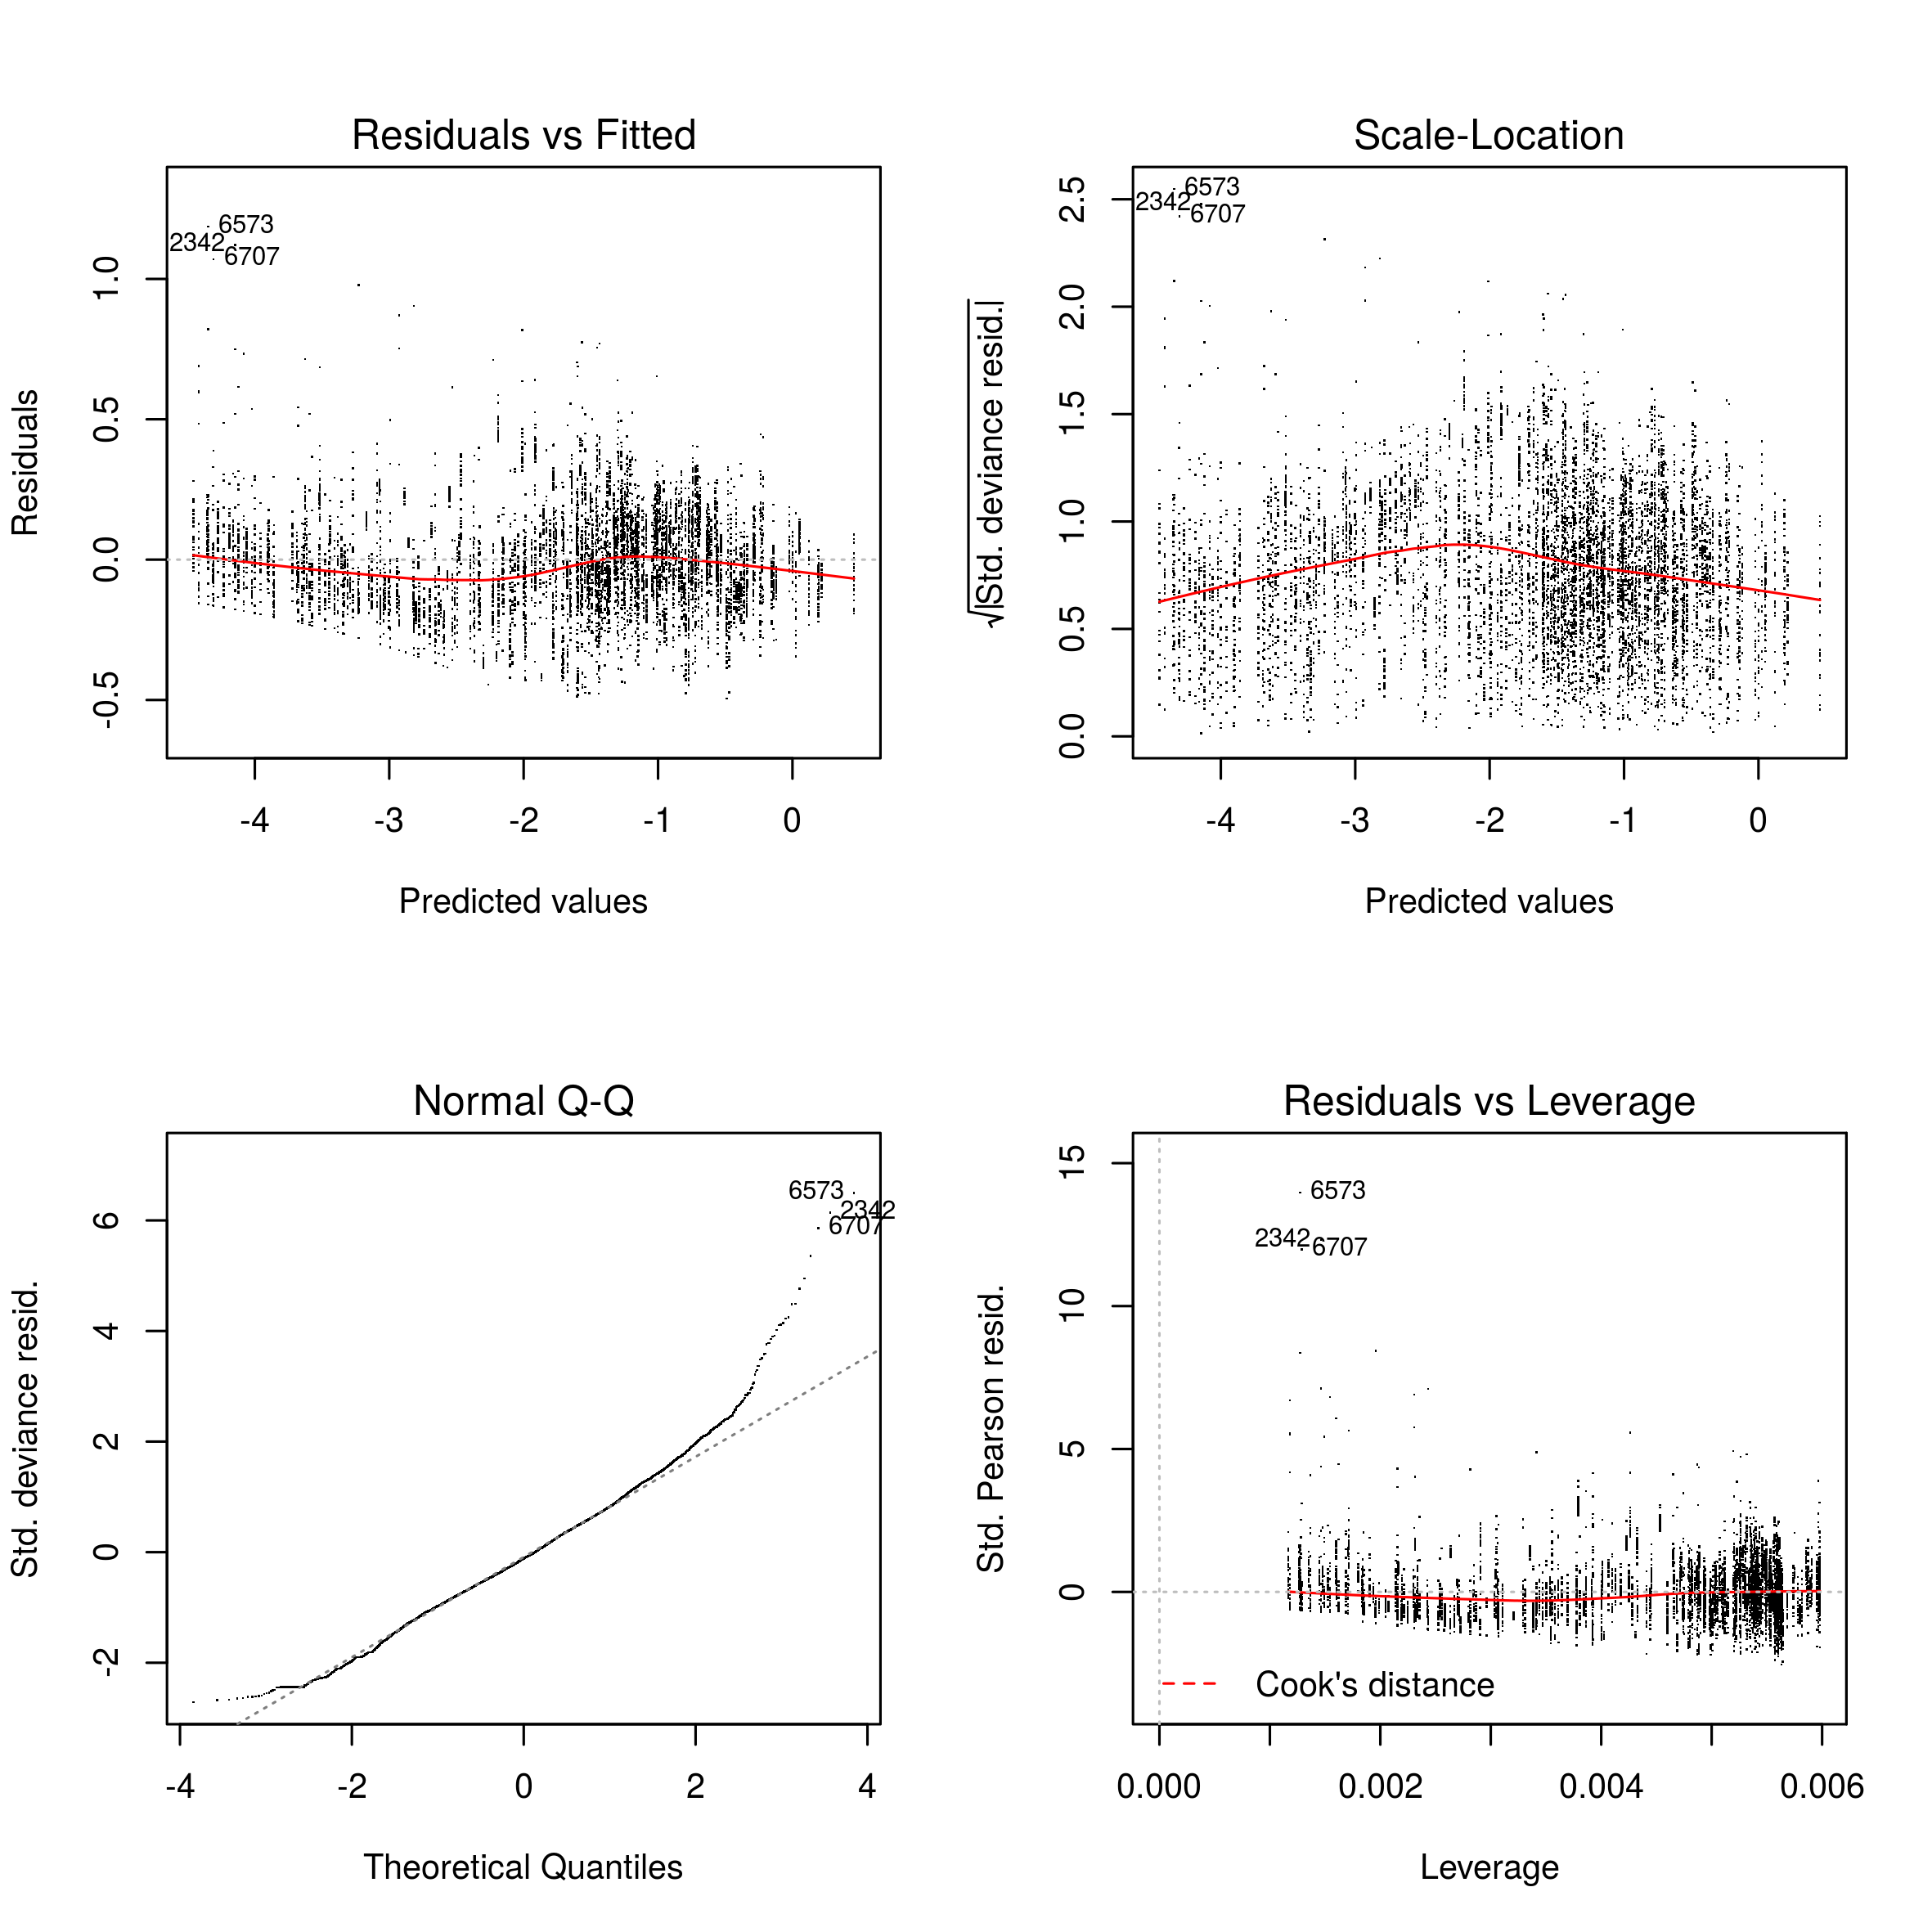 Residuals vs Fitted
Residuals
1.0
0.5
0.0
-0.5
6573
2342
6707
-4 -3 -2 -1 0
Predicted values
Scale-Location
√|Std. deviance resid.|
2.5
2.0
1.5
1.0
0.5
0.0
6573
2342
6707
-4 -3 -2 -1 0
Predicted values
Normal Q-Q
Std. deviance resid.
6
4
2
0
-2
6573
2342
6707
-4 -2 0 2 4
Theoretical Quantiles
Residuals vs Leverage
Std. Pearson resid.
15
10
5
0
6573
2342
6707
Cook's distance
0.000 0.002 0.004 0.006
Leverage